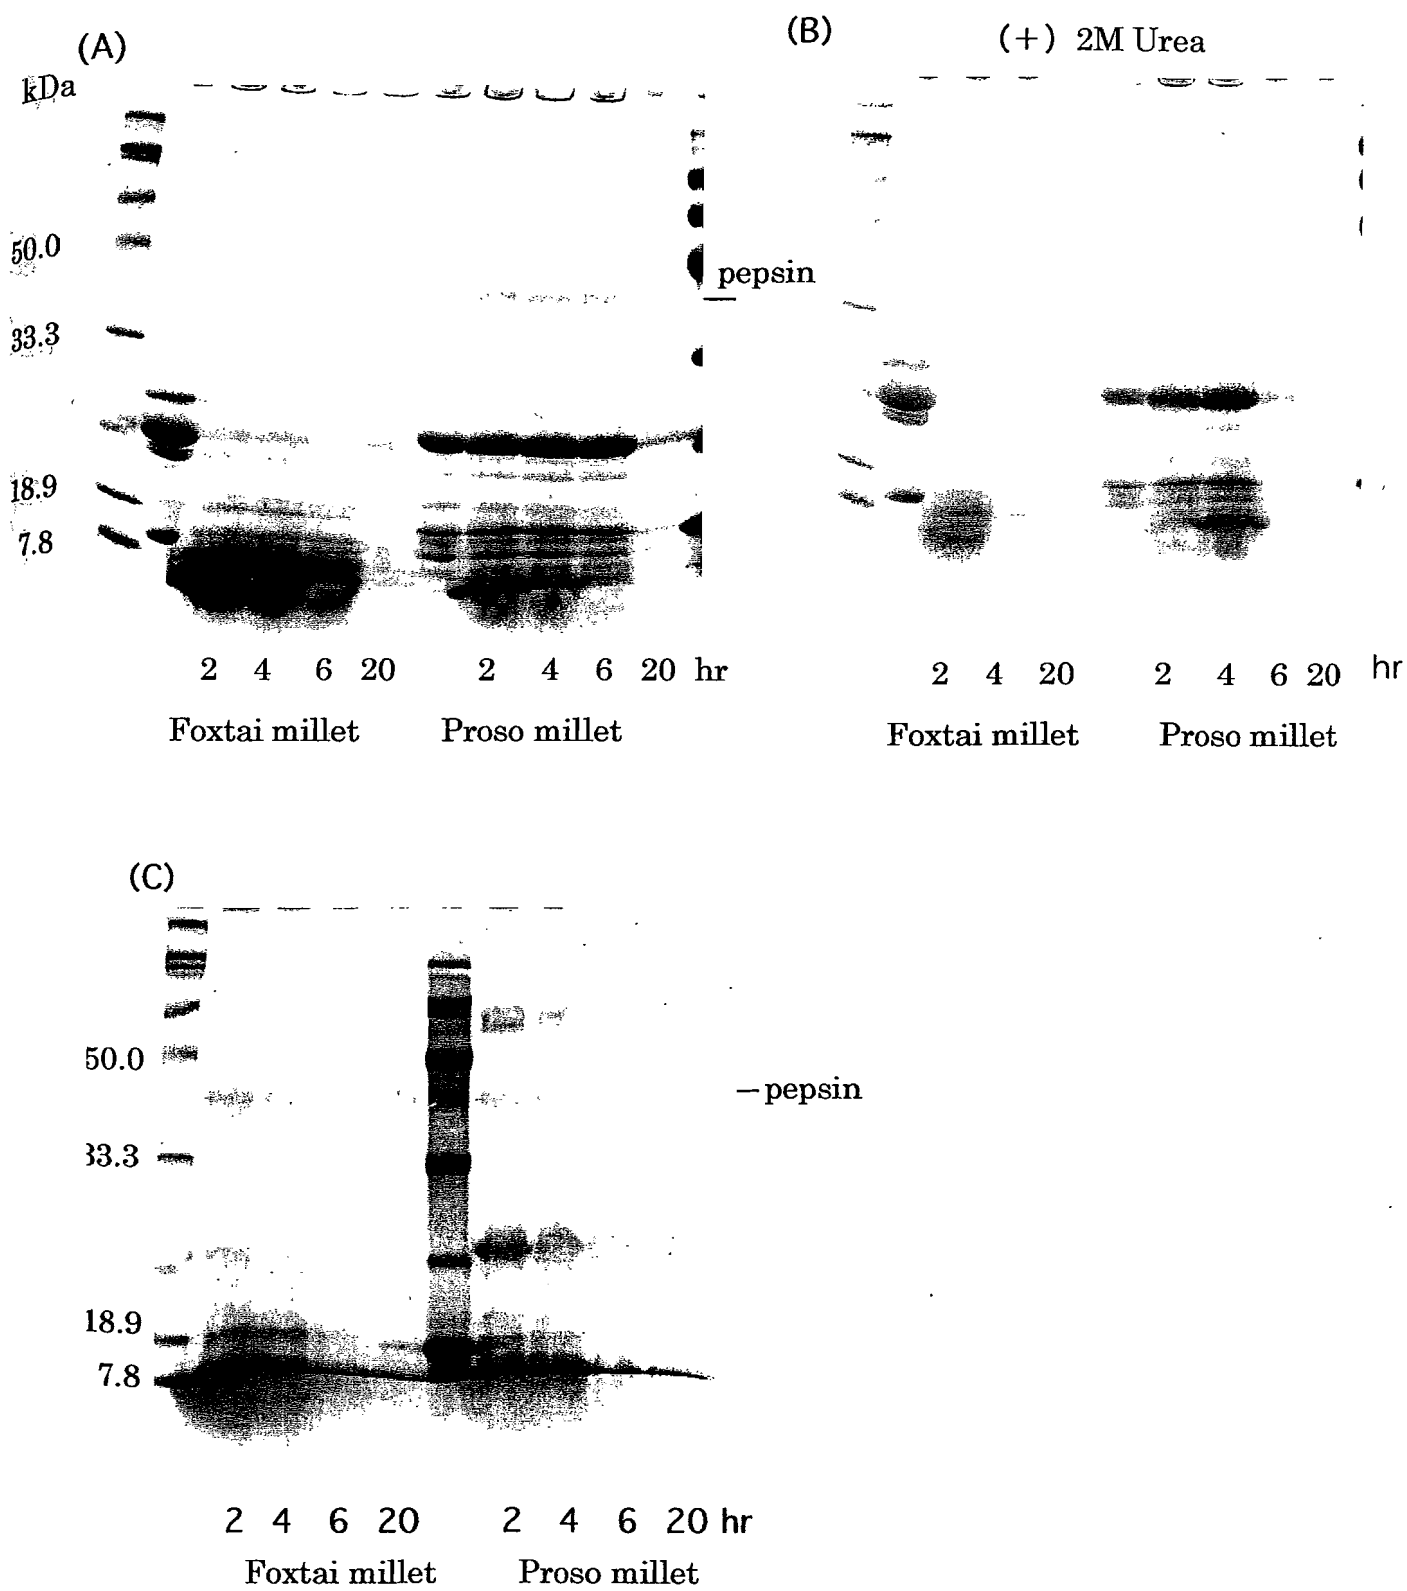 (A)
kDa
50.0
33.3
18.9
7.8
pepsin
2 4 6 20 2 4 6 20 hr
Foxtai millet Proso millet
(B) (+) 2M Urea
2 4 20 2 4 6 20 hr
Foxtai millet Proso millet
(C)
50.0
33.3
18.9
7.8
pepsin
2 4 6 20 2 4 6 20 hr
Foxtai millet Proso millet